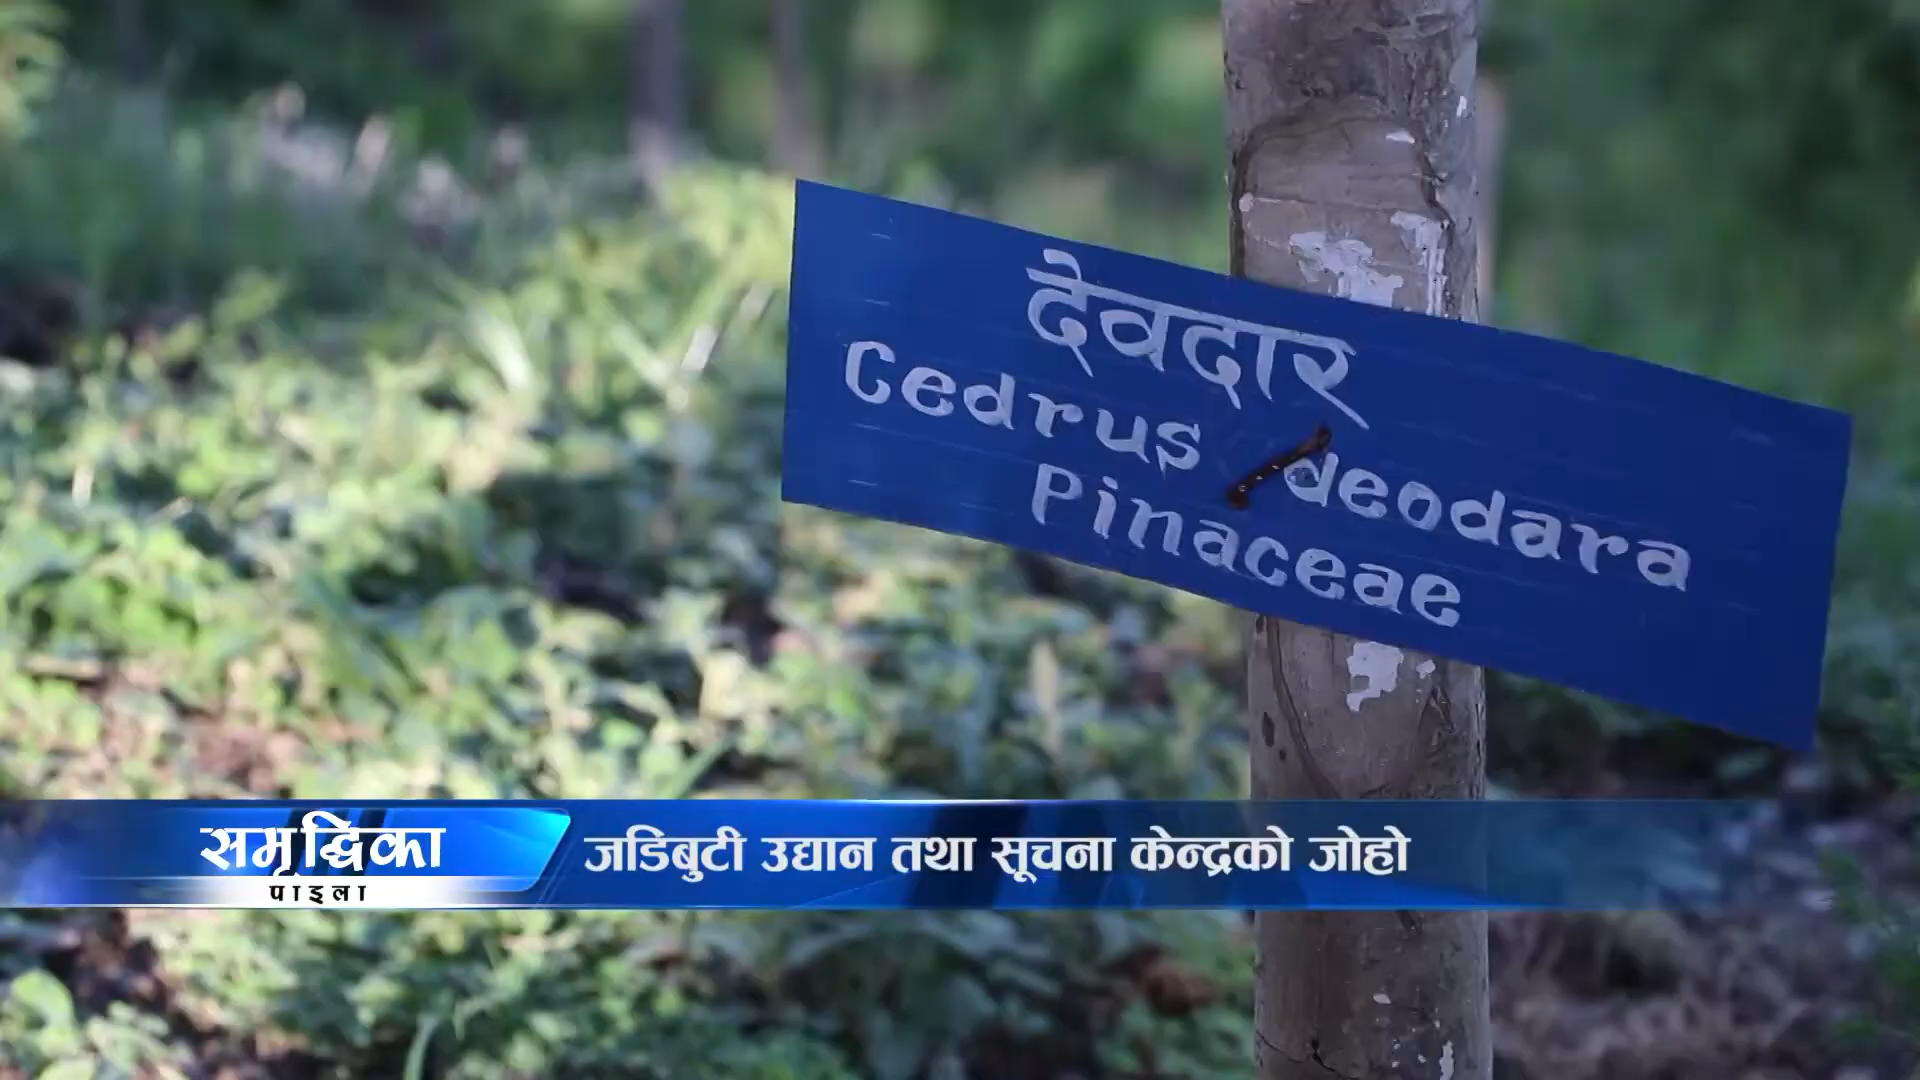 देवदार
Cedrus deodara
Pinaceae
समृद्धिका
पाइला
जडिबुटी उद्यान तथा सूचना केन्द्रको जोहो